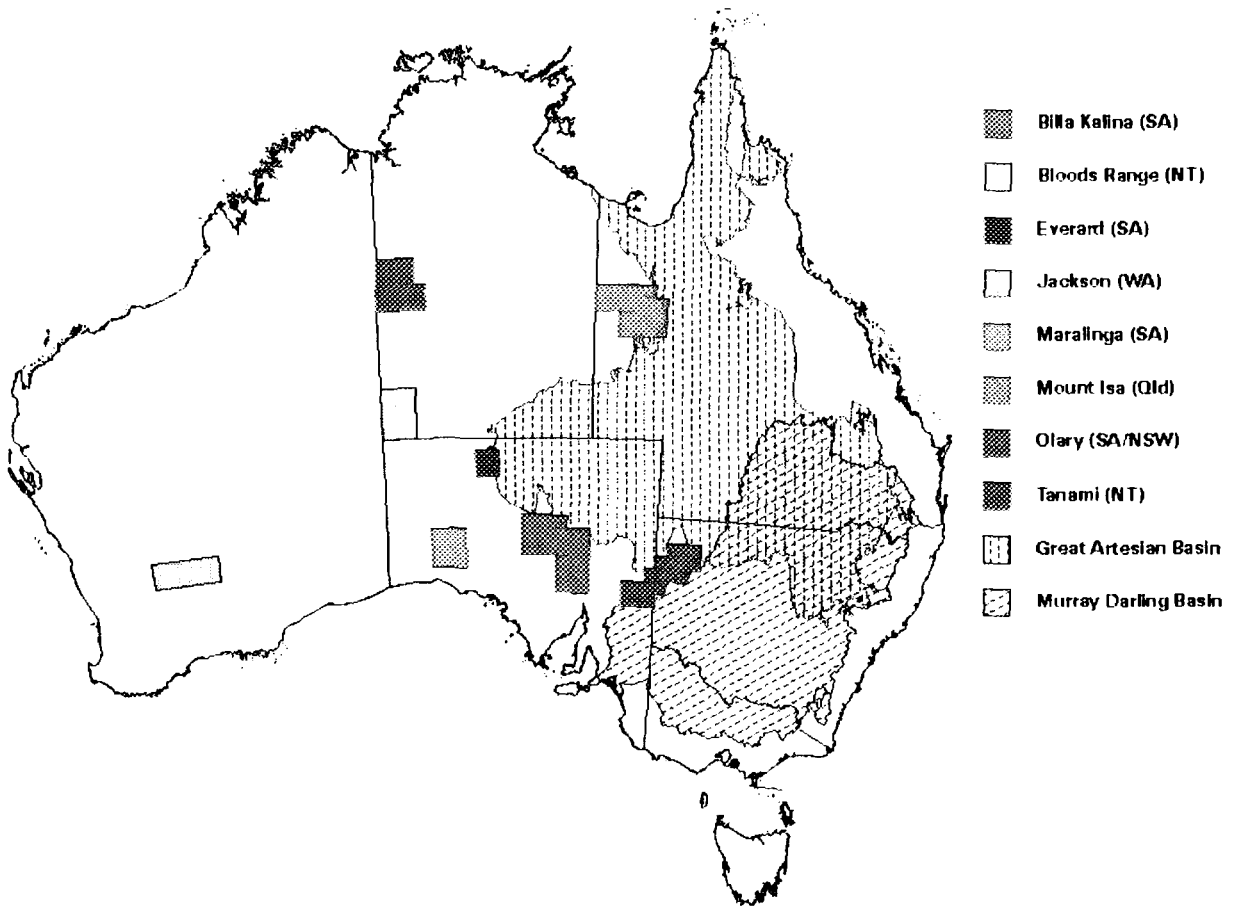 Billa Kalina (SA)
Bloods Range (NT)
Everard (SA)
Jackson (WA)
Maralinga (SA)
Mount Isa (Qld)
Olary (SA/NSW)
Tanami (NT)
Great Artesian Basin
Murray Darling Basin